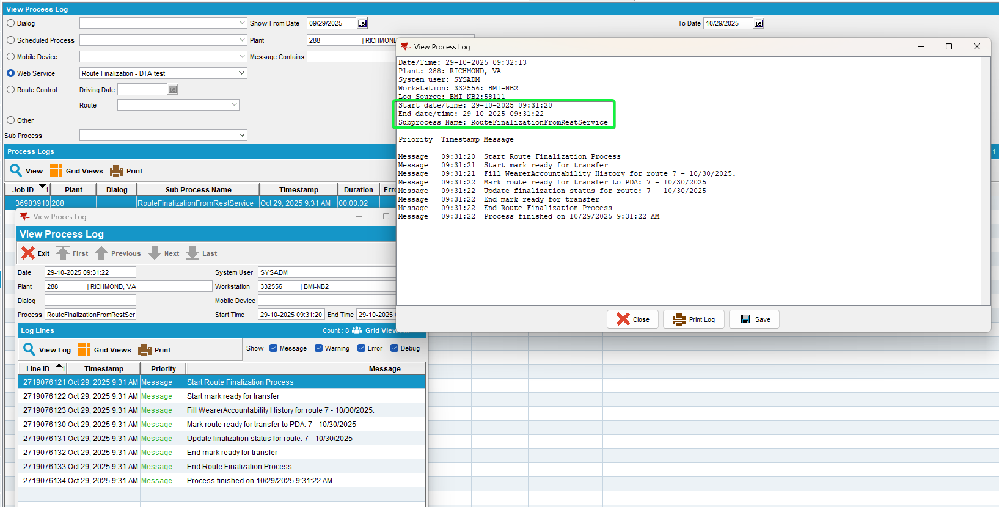 View Process Log
Dialog
Show From Date 09/29/2025 16
To Date 10/29/2025 16
Scheduled Process
Plant 288 | RICHMOND
Mobile Device
Message Contains
Web Service Route Finalization - DTA test
Route Control Driving Date 16
Route
Other
Sub Process
Process Logs
1
View Grid Views Print
Job ID 1 Plant Dialog Sub Process Name Timestamp Duration Erro
36983910 288 RouteFinalizationFromRestService Oct 29, 2025 9:31 AM 00:00:02
View Process Log
Date/Time: 29-10-2025 09:32:13
Plant: 288: RICHMOND, VA
System user: SYSADM
Workstation: 332556: BMI-NB2
Log Source: BMI-NB2:58111
Start date/time: 29-10-2025 09:31:20
End date/time: 29-10-2025 09:31:22
Subprocess Name: RouteFinalizationFromRestService
Priority Timestamp Message
Message 09:31:20 Start Route Finalization Process
Message 09:31:21 Start mark ready for transfer
Message 09:31:21 Fill WearerAccountability History for route 7 - 10/30/2025.
Message 09:31:22 Mark route ready for transfer to PDA: 7 - 10/30/2025
Message 09:31:22 Update finalization status for route: 7 - 10/30/2025
Message 09:31:22 End mark ready for transfer
Message 09:31:22 End Route Finalization Process
Message 09:31:22 Process finished on 10/29/2025 9:31:22 AM
Close Print Log Save
View Proces Log
View Process Log
Exit First Previous Next Last
Date 29-10-2025 09:31:22 System User SYSADM
Plant 288 | RICHMOND, VA Workstation 332556 | BMI-NB2
Dialog Mobile Device
Process RouteFinalizationFromRestSer Start Time 29-10-2025 09:31:20 End Time 29-10-2025
Log Lines Count : 8 Grid View
View Log Grid Views Print Show Message Warning Error Debug
Line ID 1 Timestamp Priority Message
2719076121 Oct 29, 2025 9:31 AM Message Start Route Finalization Process
2719076122 Oct 29, 2025 9:31 AM Message Start mark ready for transfer
2719076123 Oct 29, 2025 9:31 AM Message Fill WearerAccountability History for route 7 - 10/30/2025.
2719076130 Oct 29, 2025 9:31 AM Message Mark route ready for transfer to PDA: 7 - 10/30/2025
2719076131 Oct 29, 2025 9:31 AM Message Update finalization status for route: 7 - 10/30/2025
2719076132 Oct 29, 2025 9:31 AM Message End mark ready for transfer
2719076133 Oct 29, 2025 9:31 AM Message End Route Finalization Process
2719076134 Oct 29, 2025 9:31 AM Message Process finished on 10/29/2025 9:31:22 AM